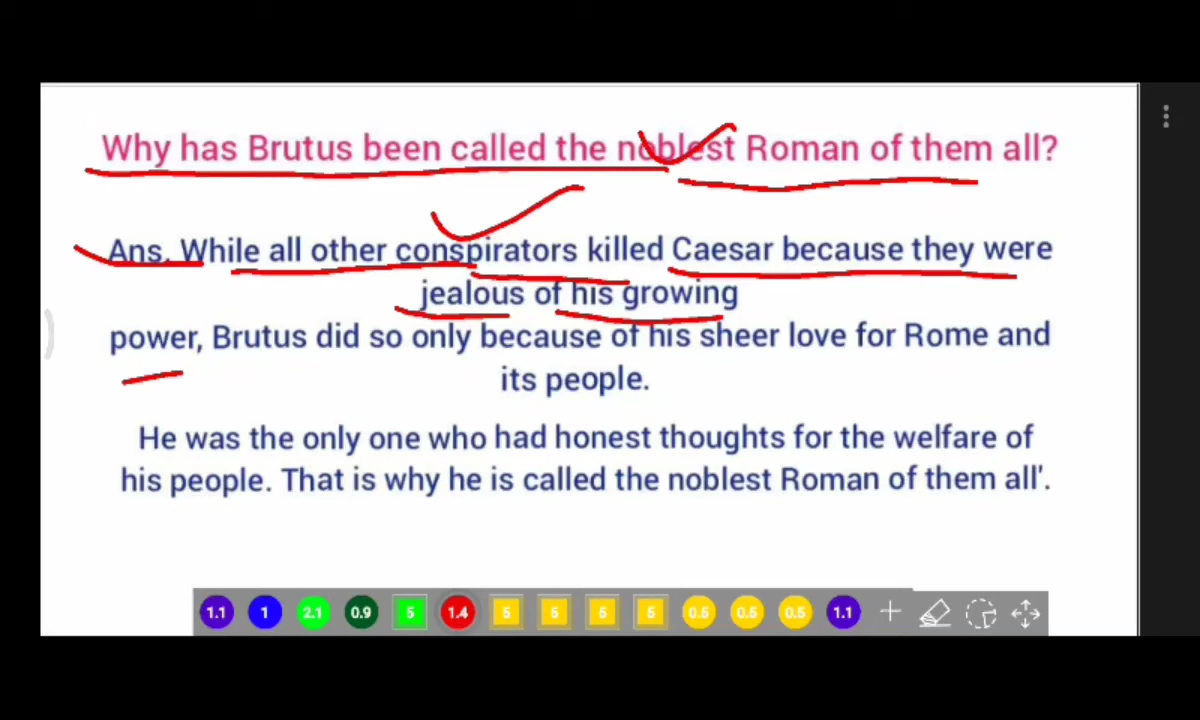 Why has Brutus been called the noblest Roman of them all?
Ans. While all other conspirators killed Caesar because they were
jealous of his growing
power, Brutus did so only because of his sheer love for Rome and
its people.
He was the only one who had honest thoughts for the welfare of
his people. That is why he is called the noblest Roman of them all'.
1.1 1 2.1 0.9 5 1.4 5 5 5 5 0.5 0.5 0.5 1.1